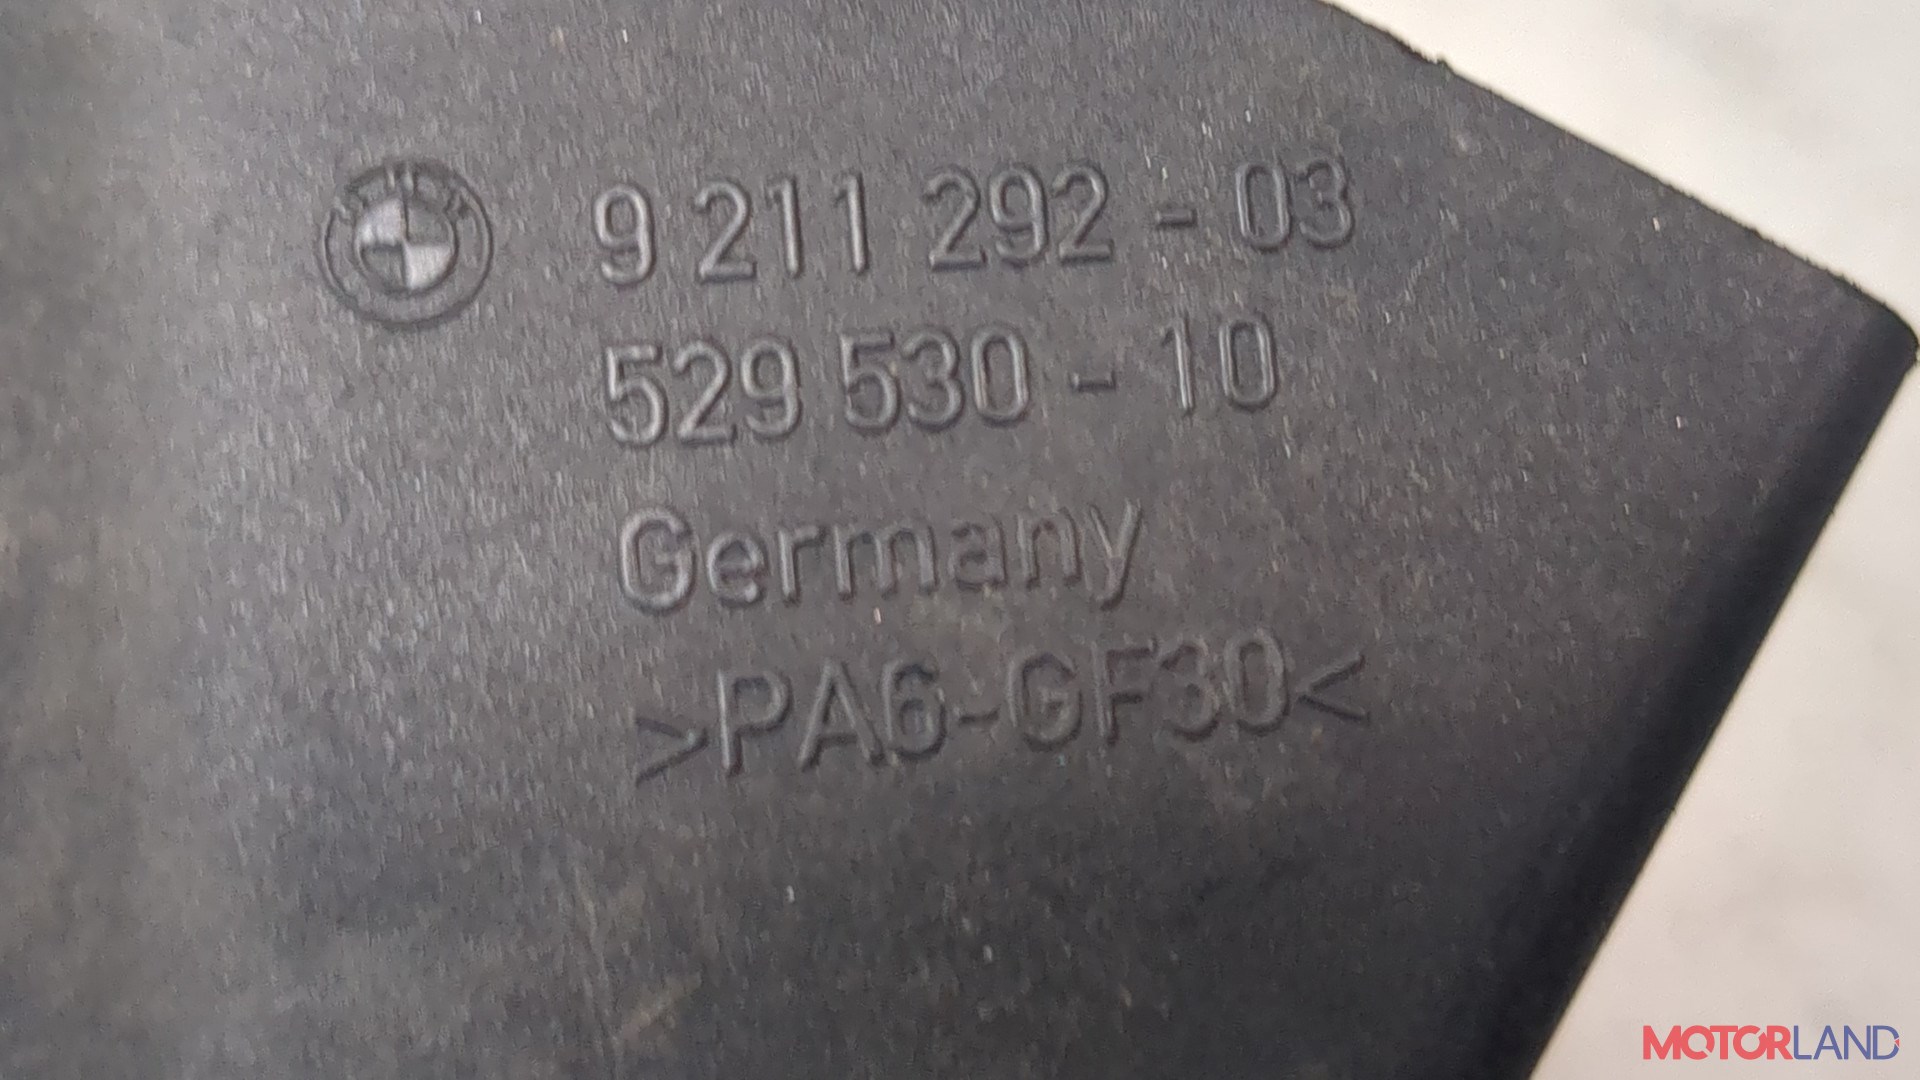 9 211 292 - 03
529 530 - 10
Germany
>PA6-GF30<
MOTORLAND